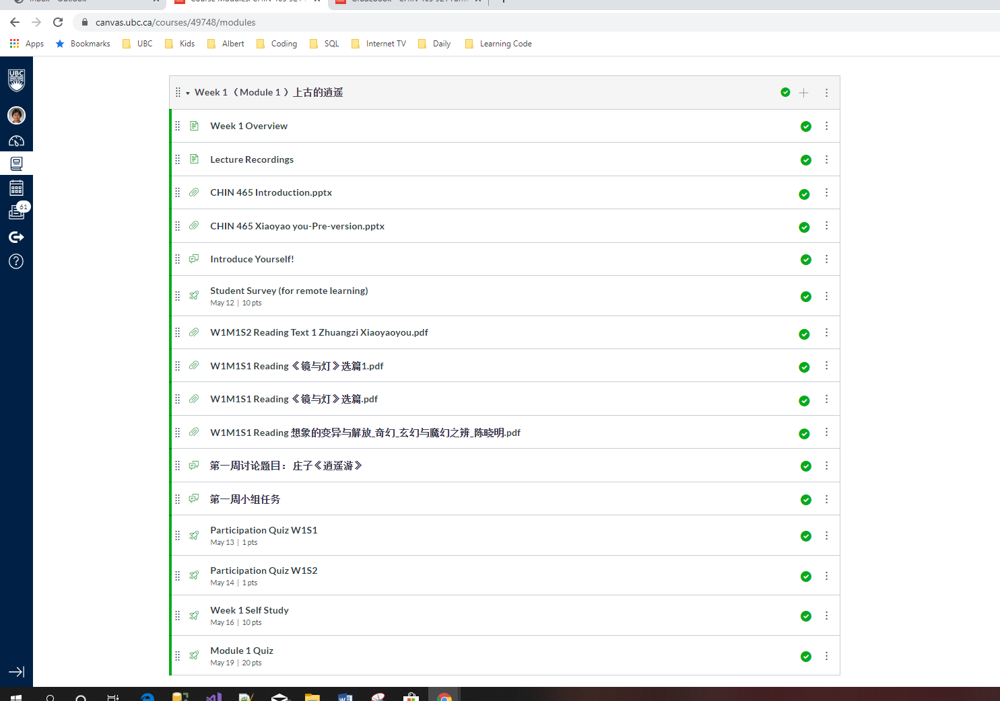 canvas.ubc.ca/courses/49748/modules
Apps Bookmarks UBC Kids Albert Coding SQL Internet TV Daily Learning Code
UBC
61
Week 1 （ Module 1 ）上古的逍遥
Week 1 Overview
Lecture Recordings
CHIN 465 Introduction.pptx
CHIN 465 Xiaoyao you-Pre-version.pptx
Introduce Yourself!
Student Survey (for remote learning)
May 12 | 10 pts
W1M1S2 Reading Text 1 Zhuangzi Xiaoyaoyou.pdf
W1M1S1 Reading 《镜与灯》选篇1.pdf
W1M1S1 Reading 《镜与灯》选篇.pdf
W1M1S1 Reading 想象的变异与解放_奇幻_玄幻与魔幻之辨_陈晓明.pdf
第一周讨论题目：庄子《逍遥游》
第一周小组任务
Participation Quiz W1S1
May 13 | 1 pts
Participation Quiz W1S2
May 14 | 1 pts
Week 1 Self Study
May 16 | 10 pts
Module 1 Quiz
May 19 | 20 pts